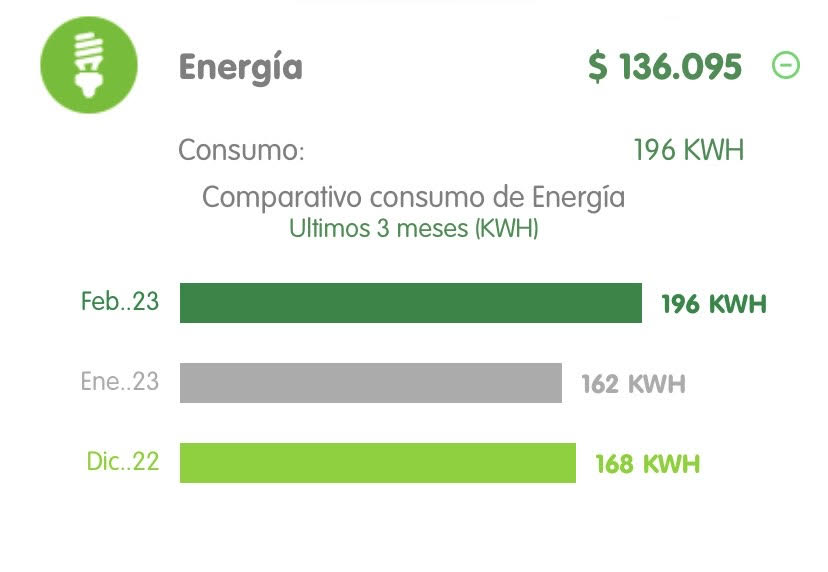 Energía $ 136.095
Consumo: 196 KWH
Comparativo consumo de Energía
Ultimos 3 meses (KWH)
Feb..23 196 KWH
Ene..23 162 KWH
Dic..22 168 KWH